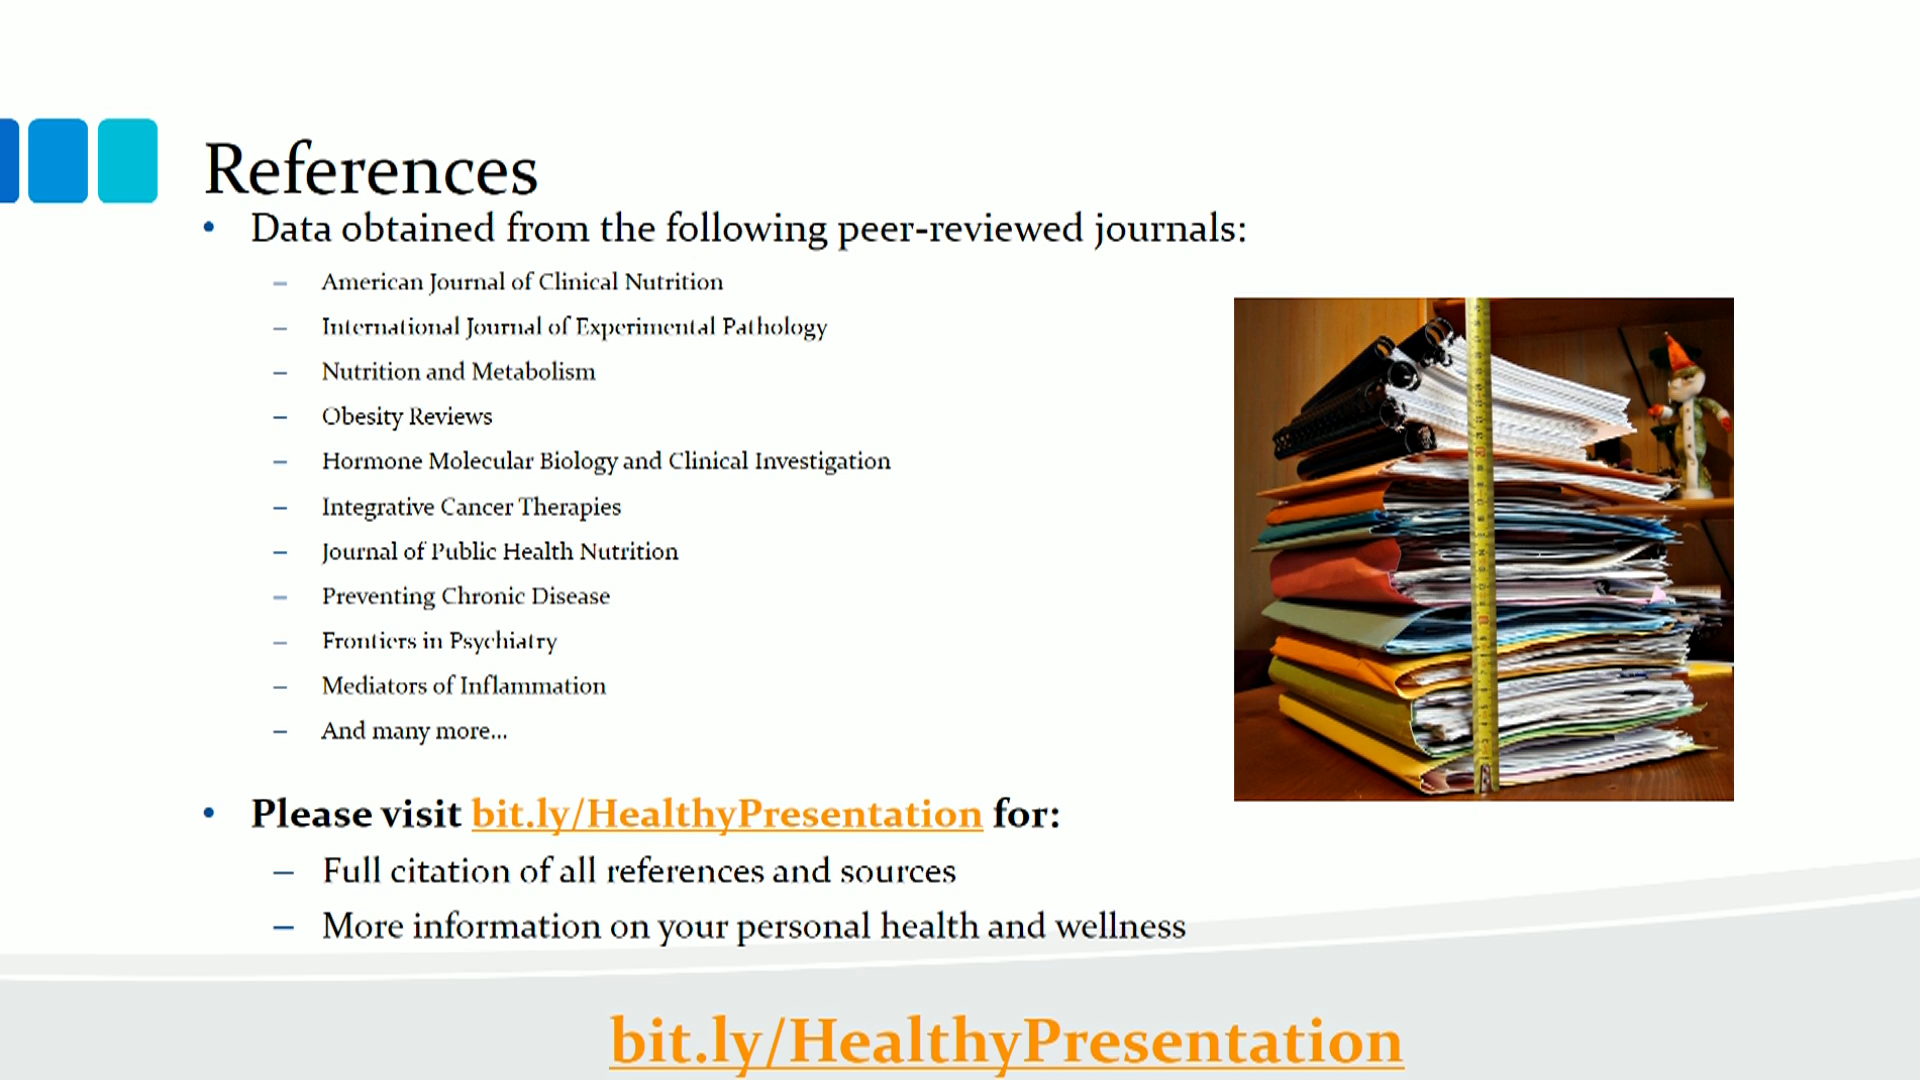 References
• Data obtained from the following peer-reviewed journals:
– American Journal of Clinical Nutrition
– International Journal of Experimental Pathology
– Nutrition and Metabolism
– Obesity Reviews
– Hormone Molecular Biology and Clinical Investigation
– Integrative Cancer Therapies
– Journal of Public Health Nutrition
– Preventing Chronic Disease
– Frontiers in Psychiatry
– Mediators of Inflammation
– And many more...
• Please visit bit.ly/HealthyPresentation for:
– Full citation of all references and sources
– More information on your personal health and wellness
bit.ly/HealthyPresentation